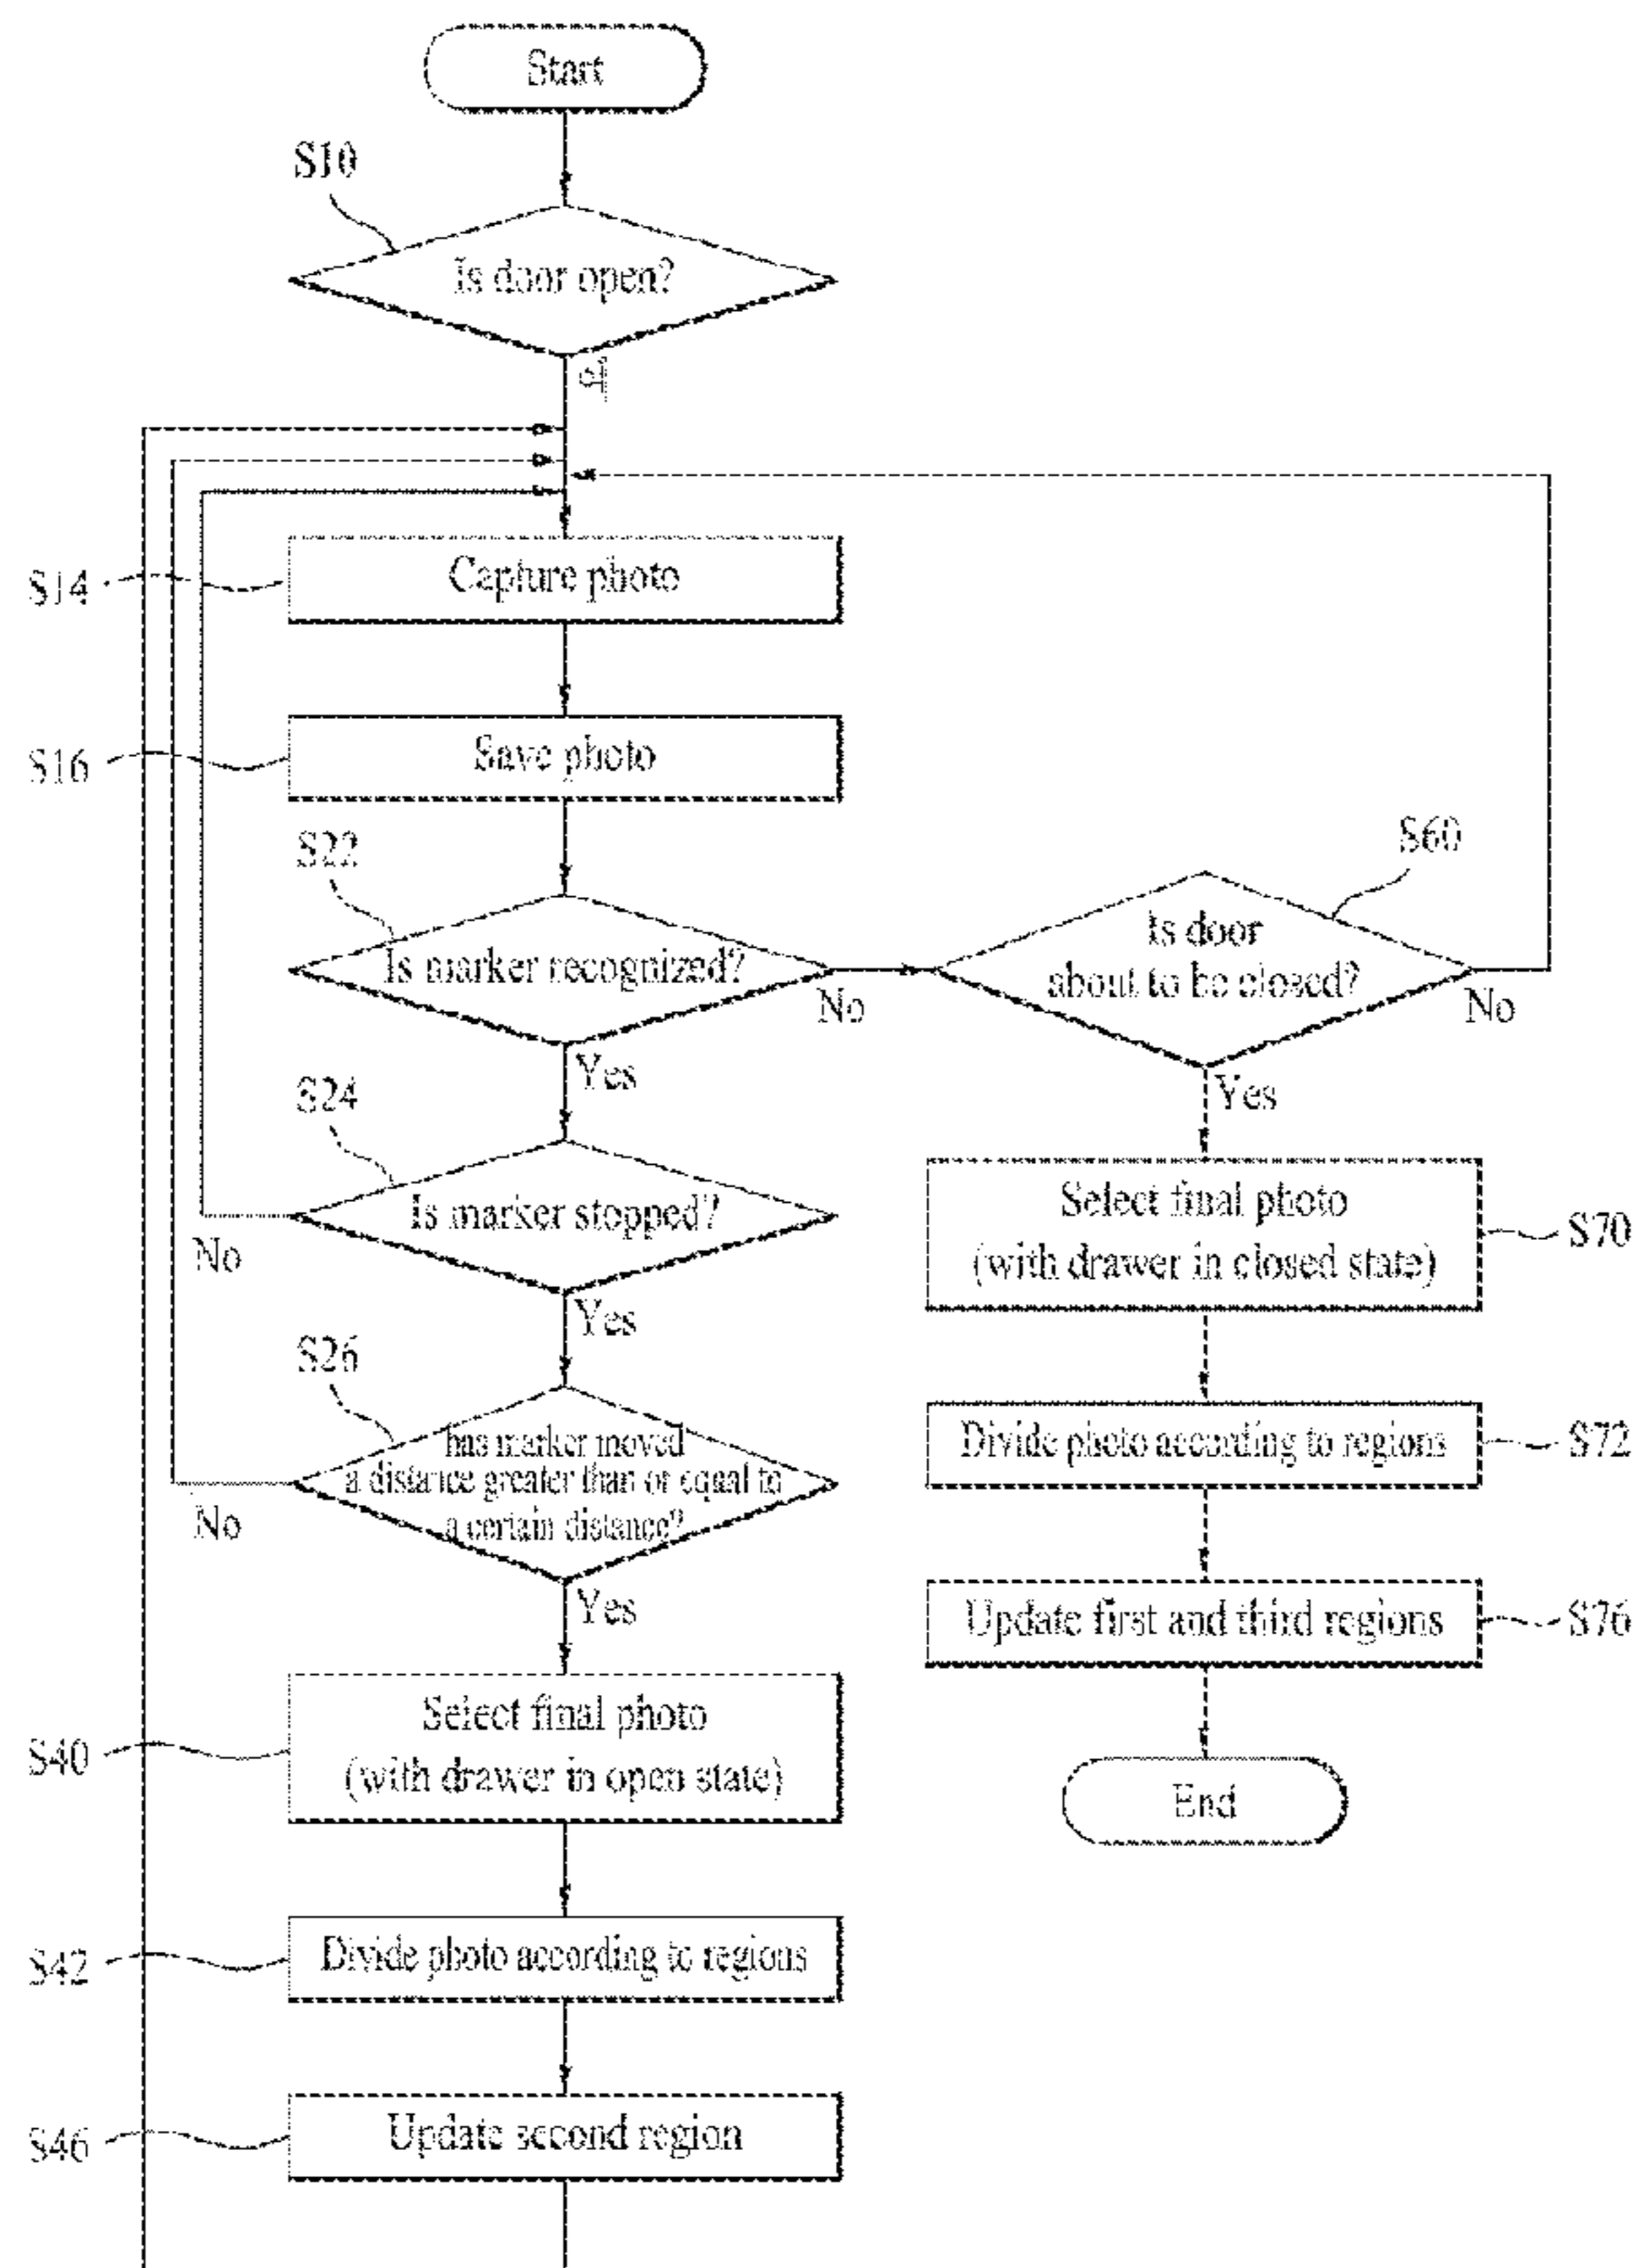 Start
S10
Is door open?
예
S14
Capture photo
S16
Save photo
S22
Is marker recognized?
No
S60
Is door
about to be closed?
No
Yes
Yes
S24
Is marker stopped?
No
Yes
Select final photo
(with drawer in closed state)
S70
S26
has marker moved
a distance greater than or equal to
a certain distance?
No
Yes
Divide photo according to regions
S72
Update first and third regions
S76
End
S40
Select final photo
(with drawer in open state)
S42
Divide photo according to regions
S46
Update second region